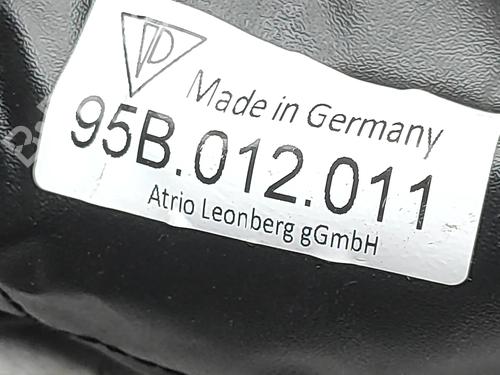 Made in Germany
95B.012.011
Atrio Leonberg gGmbH